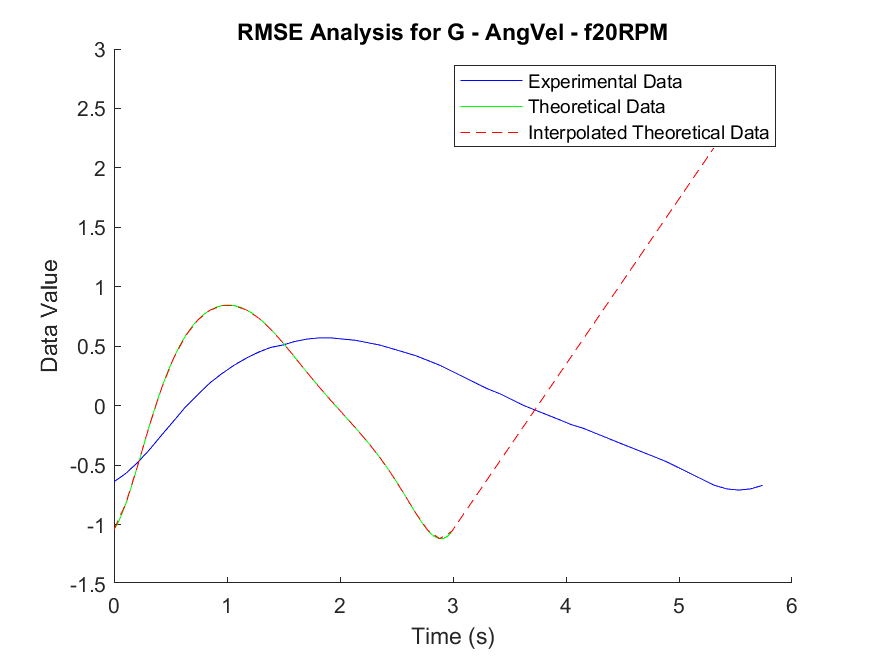 RMSE Analysis for G - AngVel - f20RPM
3
2.5
2
1.5
1
0.5
0
-0.5
-1
-1.5
Data Value
Experimental Data
Theoretical Data
Interpolated Theoretical Data
0 1 2 3 4 5 6
Time (s)